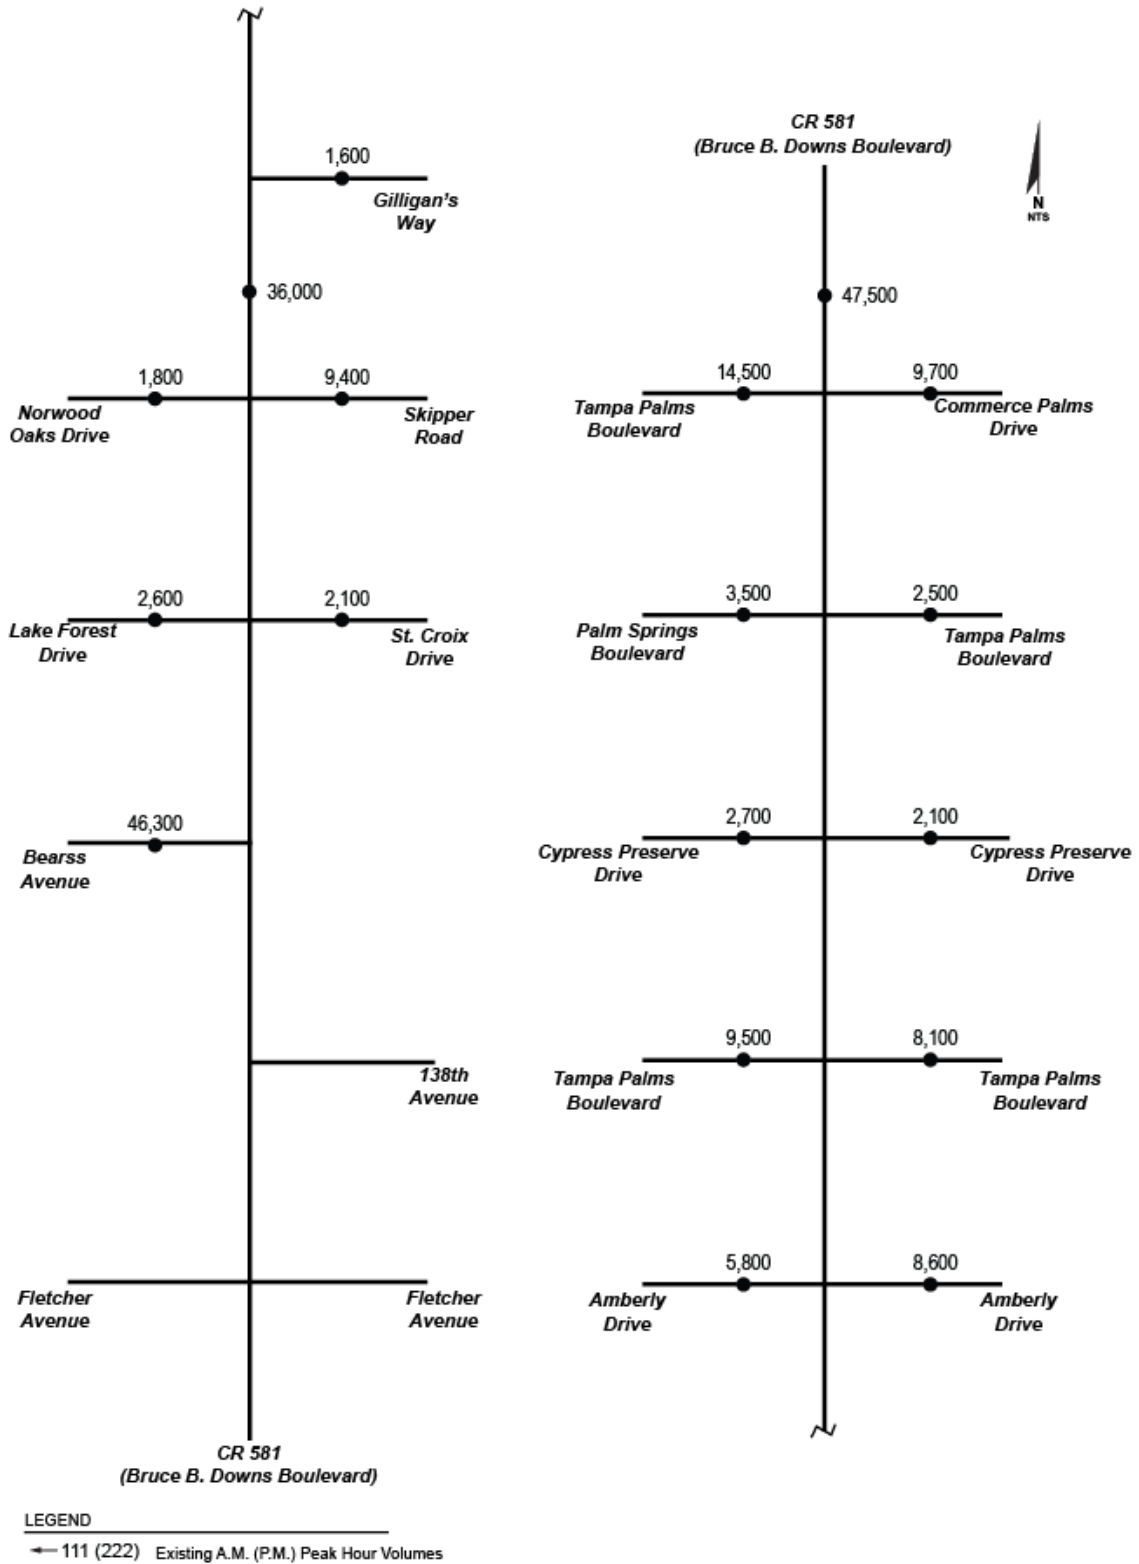 1,600
Gilligan's
Way
36,000
1,800
9,400
Norwood
Oaks Drive
Skipper
Road
2,600
2,100
Lake Forest
Drive
St. Croix
Drive
46,300
Bearss
Avenue
138th
Avenue
Fletcher
Avenue
Fletcher
Avenue
CR 581
(Bruce B. Downs Boulevard)
CR 581
(Bruce B. Downs Boulevard)
N
NTS
47,500
14,500
9,700
Tampa Palms
Boulevard
Commerce Palms
Drive
3,500
2,500
Palm Springs
Boulevard
Tampa Palms
Boulevard
2,700
2,100
Cypress Preserve
Drive
Cypress Preserve
Drive
9,500
8,100
Tampa Palms
Boulevard
Tampa Palms
Boulevard
5,800
8,600
Amberly
Drive
Amberly
Drive
LEGEND
111 (222) Existing A.M. (P.M.) Peak Hour Volumes